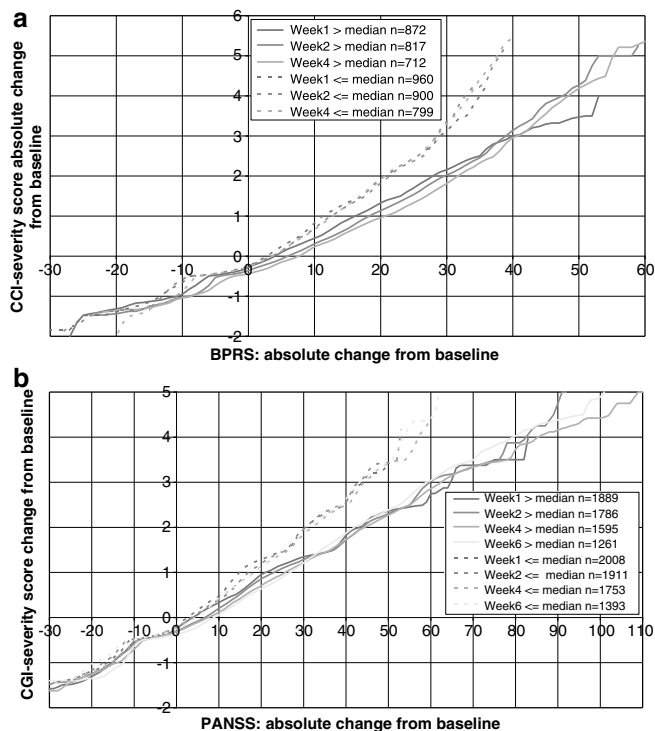 a
CCI-severity score absolute change
from baseline
6
5
4
3
2
1
0
-1
-2
-30 -20 -10 0 10 20 30 40 50 60
Week1 > median n=872
Week2 > median n=817
Week4 > median n=712
Week1 <= median n=960
Week2 <= median n=900
Week4 <= median n=799
BPRS: absolute change from baseline
b
CGI-severity score change from baseline
5
4
3
2
1
0
-1
-2
-30 -20 -10 0 10 20 30 40 50 60 70 80 90 100 110
Week1 > median n=1889
Week2 > median n=1786
Week4 > median n=1595
Week6 > median n=1261
Week1 <= median n=2008
Week2 <= median n=1911
Week4 <= median n=1753
Week6 <= median n=1393
PANSS: absolute change from baseline